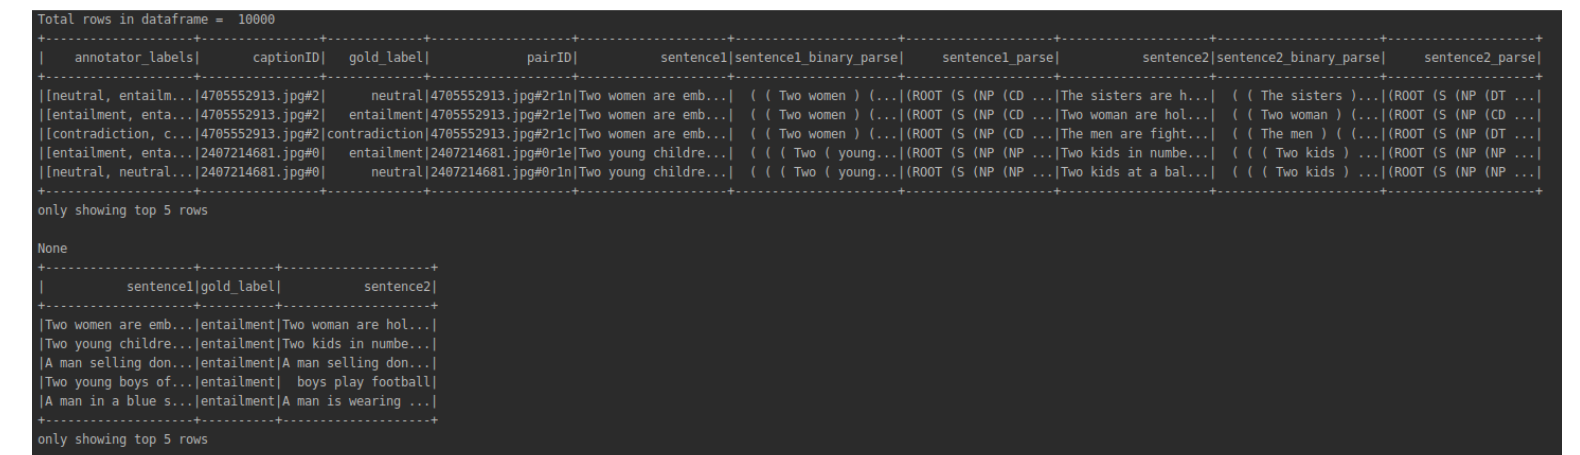 Total rows in dataframe =  10000
+--------------------+----------------+-------------+-------------------+--------------------+----------------------+--------------------+--------------------+----------------------+--------------------+
|    annotator_labels|       captionID|   gold_label|             pairID|           sentence1|sentence1_binary_parse|     sentence1_parse|           sentence2|sentence2_binary_parse|     sentence2_parse|
+--------------------+----------------+-------------+-------------------+--------------------+----------------------+--------------------+--------------------+----------------------+--------------------+
|[neutral, entailm...|4705552913.jpg#2|      neutral|4705552913.jpg#2r1n|Two women are emb...|  ( ( Two women ) (...|(ROOT (S (NP (CD ...|The sisters are h...|  ( ( The sisters )...|(ROOT (S (NP (DT ...|
|[entailment, enta...|4705552913.jpg#2|   entailment|4705552913.jpg#2r1e|Two women are emb...|  ( ( Two women ) (...|(ROOT (S (NP (CD ...|Two woman are hol...|  ( ( Two woman ) (...|(ROOT (S (NP (CD ...|
|[contradiction, c...|4705552913.jpg#2|contradiction|4705552913.jpg#2r1c|Two women are emb...|  ( ( Two women ) (...|(ROOT (S (NP (CD ...|The men are fight...|  ( ( The men ) ( (...|(ROOT (S (NP (DT ...|
|[entailment, enta...|2407214681.jpg#0|   entailment|2407214681.jpg#0r1e|Two young childre...|  ( ( ( Two ( young...|(ROOT (S (NP (NP ...|Two kids in numbe...|  ( ( ( Two kids ) ...|(ROOT (S (NP (NP ...|
|[neutral, neutral...|2407214681.jpg#0|      neutral|2407214681.jpg#0r1n|Two young childre...|  ( ( ( Two ( young...|(ROOT (S (NP (NP ...|Two kids at a bal...|  ( ( ( Two kids ) ...|(ROOT (S (NP (NP ...|
+--------------------+----------------+-------------+-------------------+--------------------+----------------------+--------------------+--------------------+----------------------+--------------------+
only showing top 5 rows

None
+--------------------+----------+--------------------+
|           sentence1|gold_label|           sentence2|
+--------------------+----------+--------------------+
|Two women are emb...|entailment|Two woman are hol...|
|Two young childre...|entailment|Two kids in numbe...|
|A man selling don...|entailment|A man selling don...|
|Two young boys of...|entailment|  boys play football|
|A man in a blue s...|entailment|A man is wearing ...|
+--------------------+----------+--------------------+
only showing top 5 rows